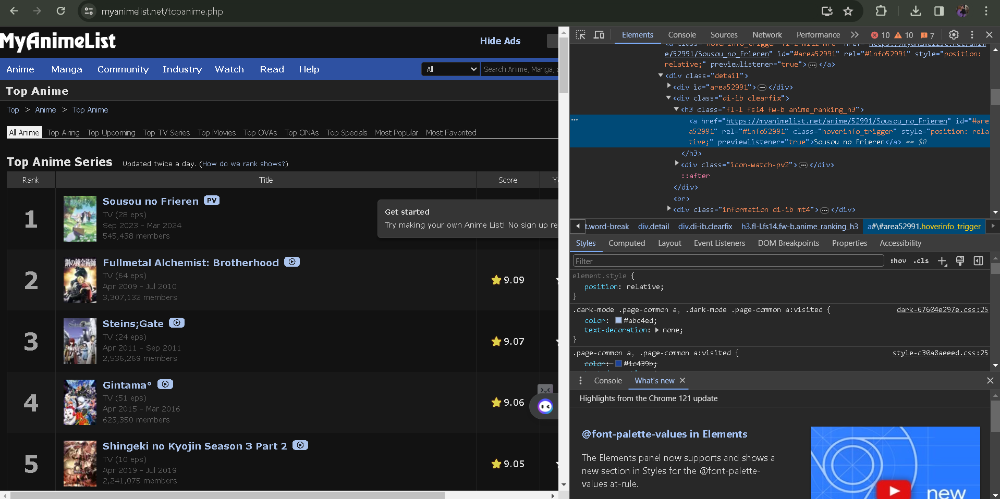 myanimelist.net/topanime.php
MyAnimeList
Hide Ads
Anime Manga Community Industry Watch Read Help
All
Search Anime, Manga,
Top Anime
Top > Anime > Top Anime
All Anime Top Airing Top Upcoming Top TV Series Top Movies Top OVAs Top ONAs Top Specials Most Popular Most Favorited
Top Anime Series Updated twice a day. (How do we rank shows?)
Rank Title Score
1
Sousou no Frieren PV
TV (28 eps)
Sep 2023 - Mar 2024
545,438 members
Get started
Try making your own Anime List! No sign up re
2
Fullmetal Alchemist: Brotherhood
TV (64 eps)
Apr 2009 - Jul 2010
3,307,132 members
9.09
3
Steins;Gate
TV (24 eps)
Apr 2011 - Sep 2011
2,536,269 members
9.07
4
Gintama°
TV (51 eps)
Apr 2015 - Mar 2016
623,350 members
9.06
5
Shingeki no Kyojin Season 3 Part 2
TV (10 eps)
Apr 2019 - Jul 2019
2,241,075 members
9.05
Elements Console Sources Network Performance 10 10 7
e/52991/Sousou_no_Frieren" id="#area52991" rel="#info52991" style="position:
relative;" previewlistener="true">…</a>
<div class="detail">
<div id="area52991">…</div>
<div class="di-ib clearfix">
<h3 class="fl-l fs14 fw-b anime_ranking_h3">
<a href="https://myanimelist.net/anime/52991/Sousou_no_Frieren" id="#are
a52991" rel="#info52991" class="hoverinfo_trigger" style="position: rela
tive;" previewlistener="true">Sousou no Frieren</a> == $0
</h3>
<div class="icon-watch-pv2">…</div>
::after
</div>
<br>
<div class="information di-ib mt4">…</div>
t.word-break div.detail div.di-ib.clearfix h3.fl-l.fs14.fw-b.anime_ranking_h3 a#\#area52991.hoverinfo_trigger
Styles Computed Layout Event Listeners DOM Breakpoints Properties Accessibility
Filter :hov .cls
element.style {
position: relative;
}
.dark-mode .page-common a, .dark-mode .page-common a:visited { dark-67604e297e.css:25
color: #abc4ed;
text-decoration: none;
}
.page-common a, .page-common a:visited { style-c30a8aeeed.css:25
color: #1c439b;
Console What's new
Highlights from the Chrome 121 update
@font-palette-values in Elements
The Elements panel now supports and shows a
new section in Styles for the @font-palette-
values at-rule.
new